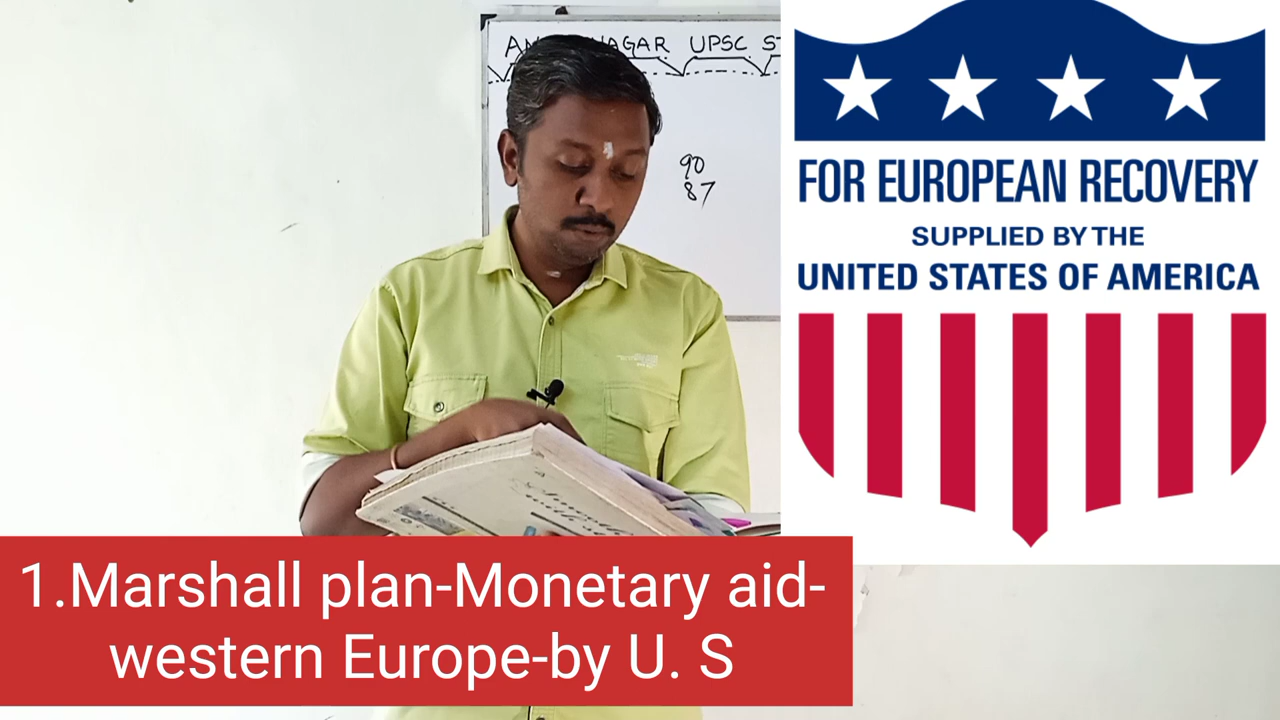 UPSC
90
87
FOR EUROPEAN RECOVERY
SUPPLIED BY THE
UNITED STATES OF AMERICA
1.Marshall plan-Monetary aid-
western Europe-by U. S